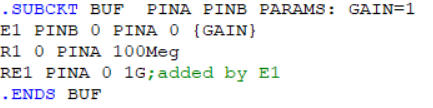 .SUBCKT BUF  PINA PINB PARAMS: GAIN=1
E1 PINB 0 PINA 0 {GAIN}
R1 0 PINA 100Meg
RE1 PINA 0 1G;added by E1
.ENDS BUF